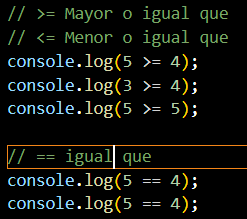 // >= Mayor o igual que
// <= Menor o igual que
console.log(5 >= 4);
console.log(3 >= 4);
console.log(5 >= 5);
// == igual que
console.log(5 == 4);
console.log(5 == 4);